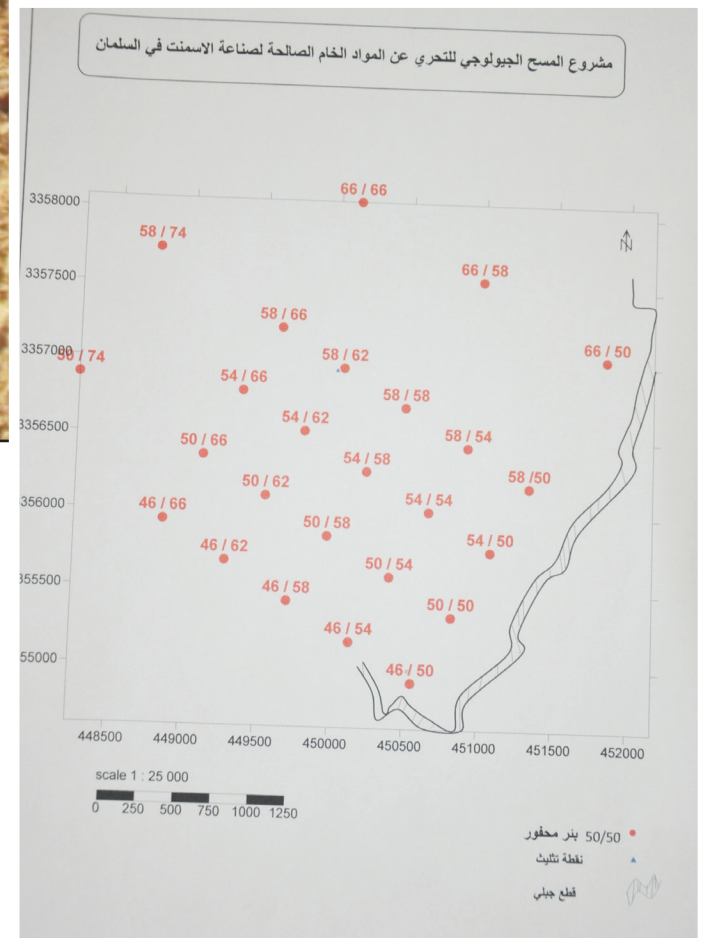 مشروع المسح الجيولوجي للتحري عن المواد الخام الصالحة لصناعة الاسمنت في السلمان
66 / 66
3358000
58 / 74
N
66 / 58
3357500
58 / 66
58 / 62
66 / 50
3357000
50 / 74
54 / 66
58 / 58
54 / 62
3356500
58 / 54
50 / 66
54 / 58
58 /50
50 / 62
54 / 54
356000
46 / 66
50 / 58
54 / 50
46 / 62
50 / 54
355500
46 / 58
50 / 50
46 / 54
55000
46 / 50
448500 449000 449500 450000 450500 451000 451500 452000
scale 1 : 25 000
0 250 500 750 1000 1250
50/50 بئر محفور
نقطة تثليث
قطع جبلي